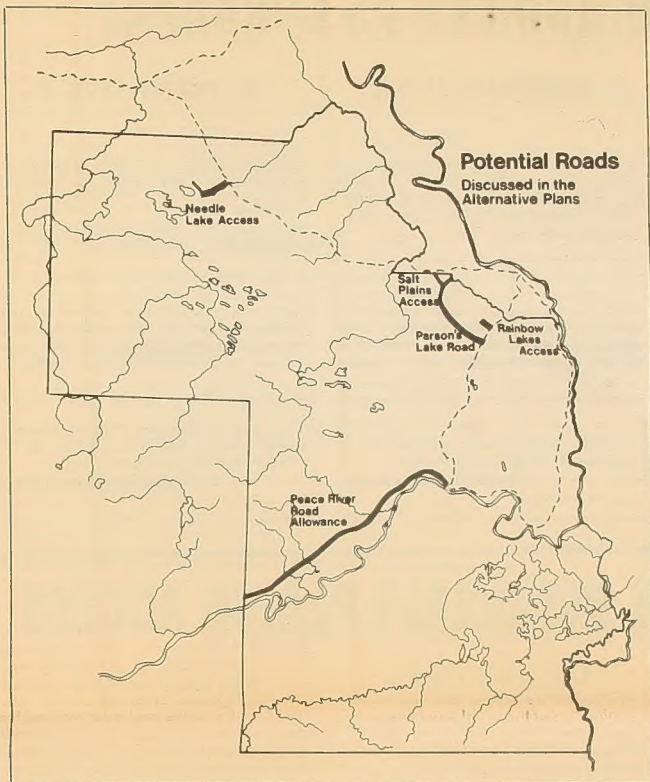 Potential Roads
Discussed in the
Alternative Plans
Needle
Lake Access
Salt
Plains
Access
Parson's
Lake Road
Rainbow
Lakes
Access
Peace River
Road
Allowance